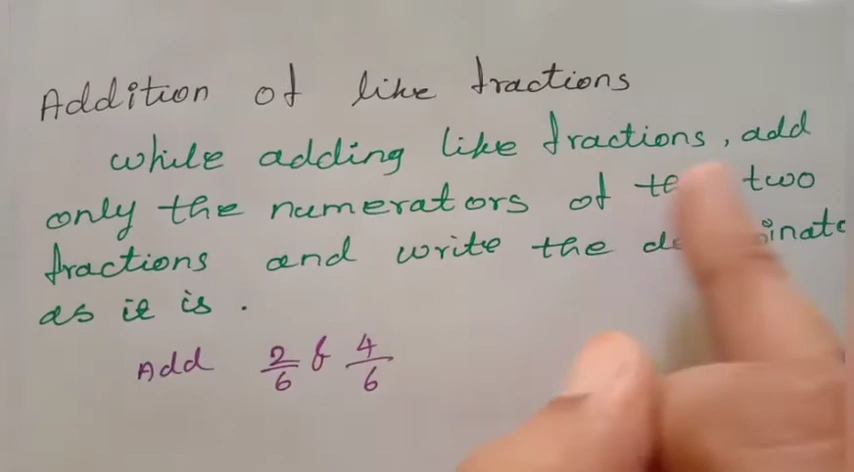 Addition of like fractions
while adding like fractions, add
only the numerators of two
fractions and write the
as it is.
Add 2/6 & 4/6